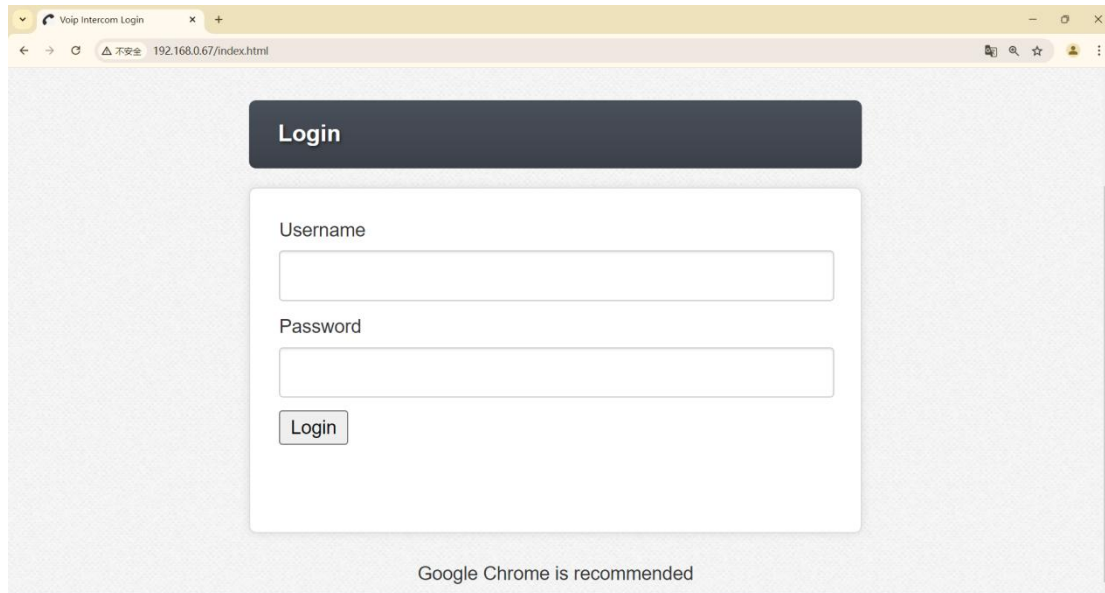 Voip Intercom Login
不安全 192.168.0.67/index.html
Login
Username
Password
Login
Google Chrome is recommended